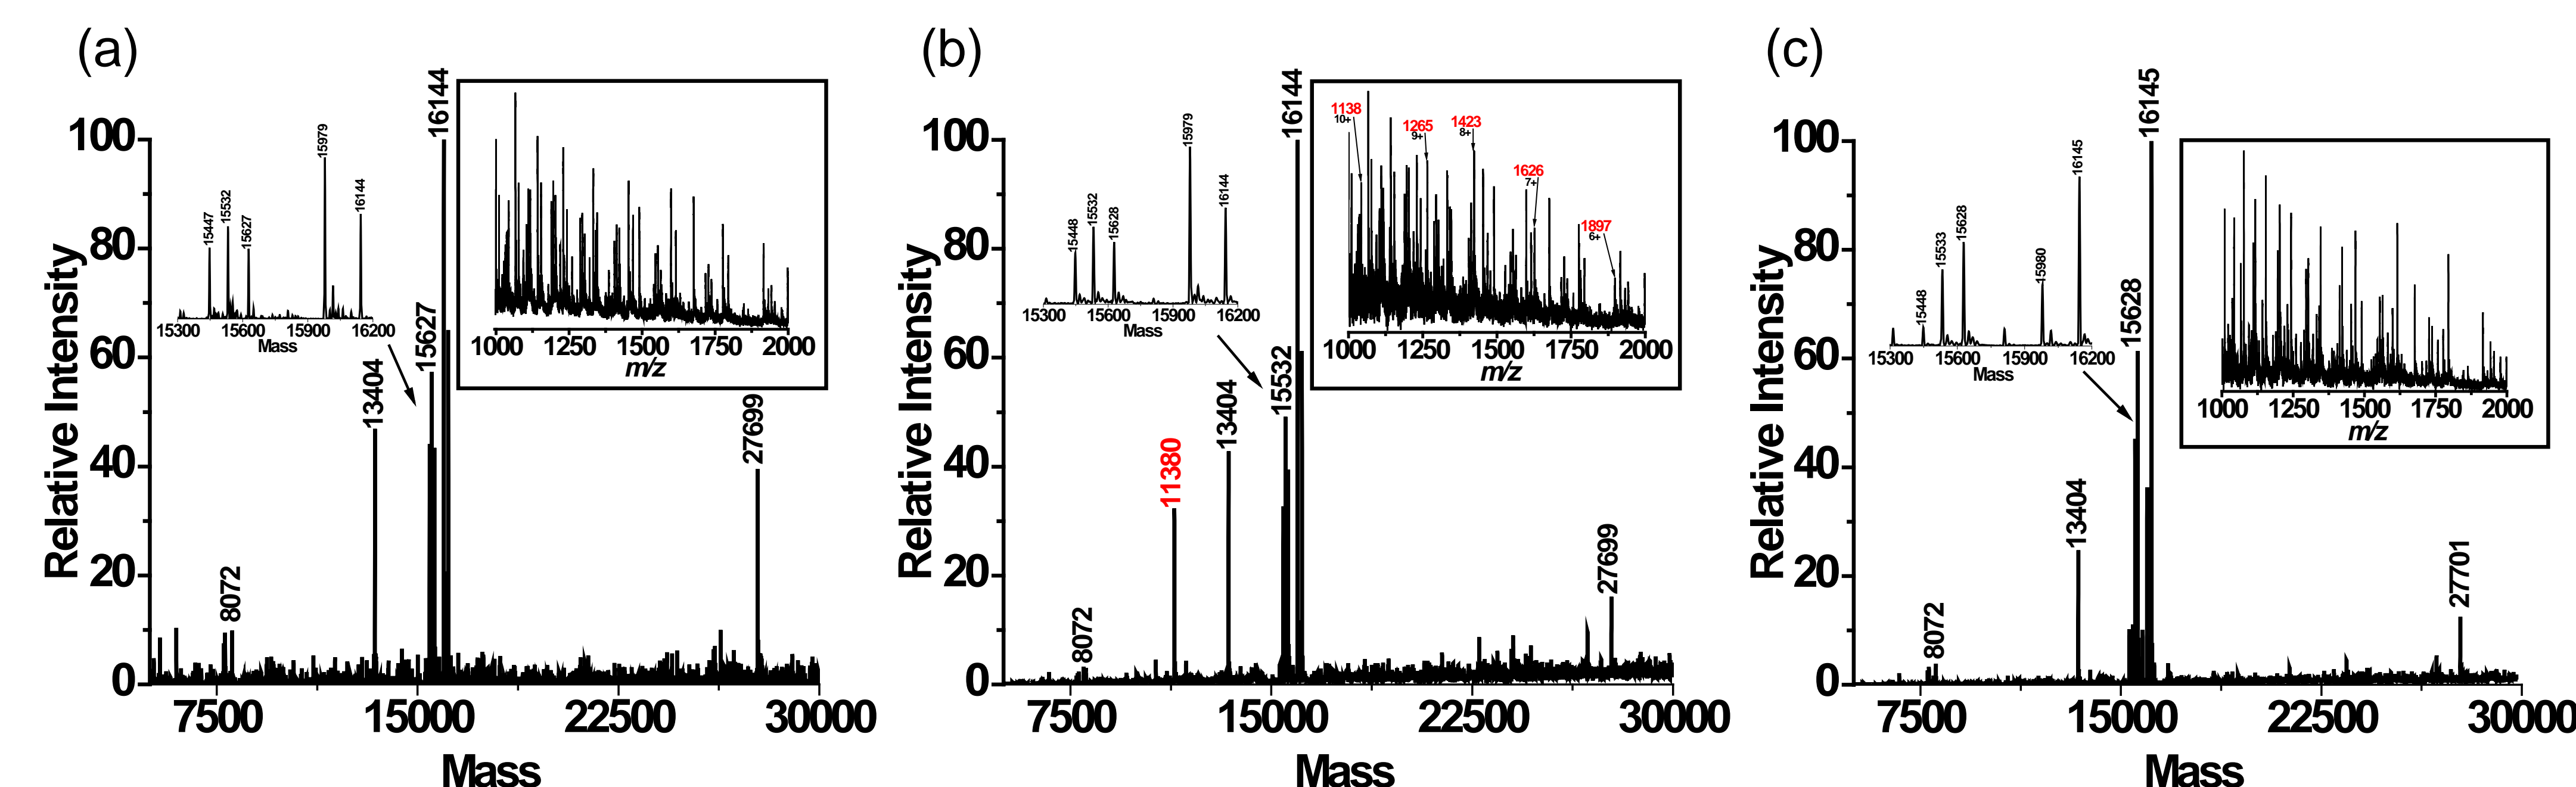 (a)
16144
100
80
60
40
20
0
Relative Intensity
8072
13404
15627
27699
7500 15000 22500 30000
Mass
15447
15532
15627
15979
16144
15300 15600 15900 16200
Mass
1000 1250 1500 1750 2000
m/z
(b)
16144
100
80
60
40
20
0
Relative Intensity
8072
11380
13404
15532
27699
7500 15000 22500 30000
Mass
15448
15532
15628
15979
16144
15300 15600 15900 16200
Mass
1138
10+
1265
9+
1423
8+
1626
7+
1897
6+
1000 1250 1500 1750 2000
m/z
(c)
16145
100
80
60
40
20
0
Relative Intensity
8072
13404
15628
27701
7500 15000 22500 30000
Mass
15448
15533
15628
15980
16145
15300 15600 15900 16200
Mass
1000 1250 1500 1750 2000
m/z